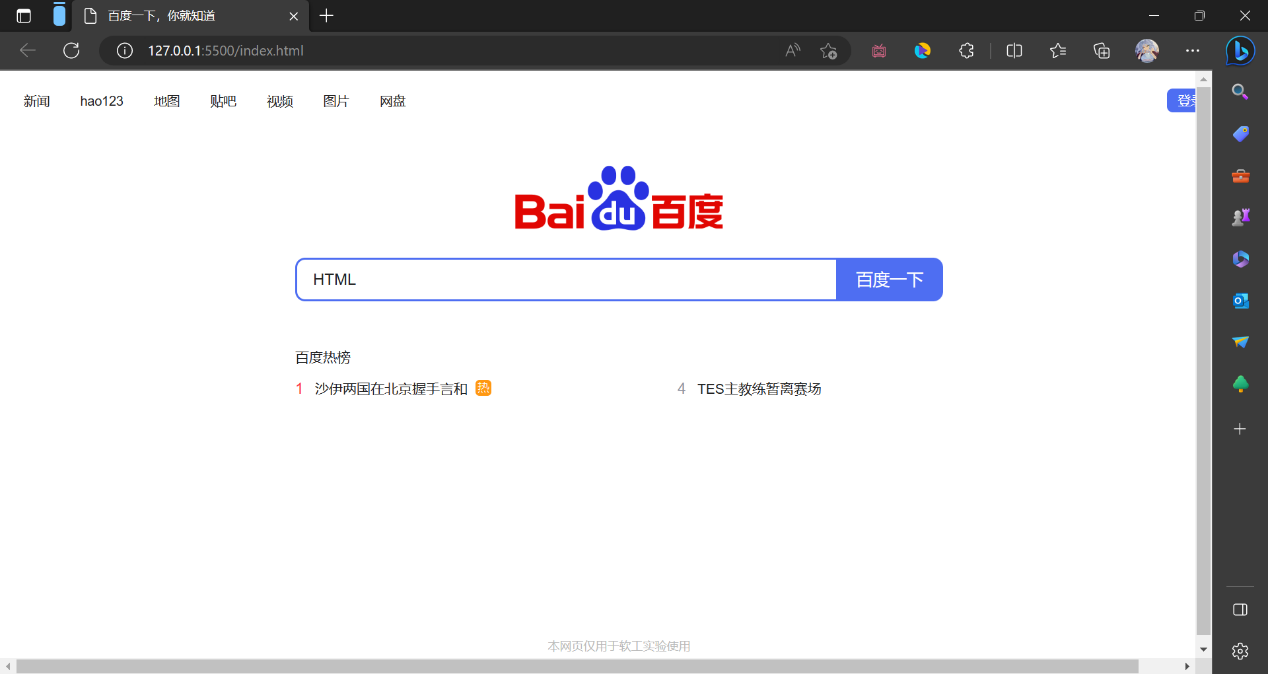 百度一下，你就知道
127.0.0.1:5500/index.html
新闻 hao123 地图 贴吧 视频 图片 网盘 登录
Bai du 百度
HTML 百度一下
百度热榜
1 沙伊两国在北京握手言和 热
4 TES主教练暂离赛场
本网页仅用于软工实验使用